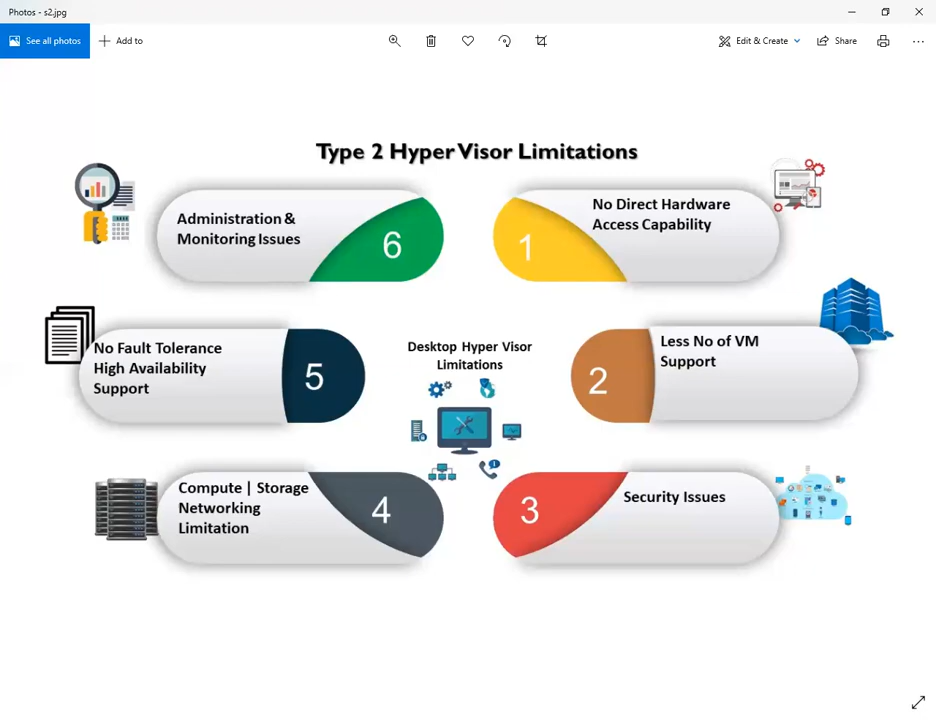 Photos - s2.jpg
See all photos
Add to
Edit & Create
Share
Type 2 Hyper Visor Limitations
No Direct Hardware
Access Capability
1
Less No of VM
Support
2
Security Issues
3
Compute | Storage
Networking
Limitation
4
No Fault Tolerance
High Availability
Support
5
Administration &
Monitoring Issues
6
Desktop Hyper Visor
Limitations